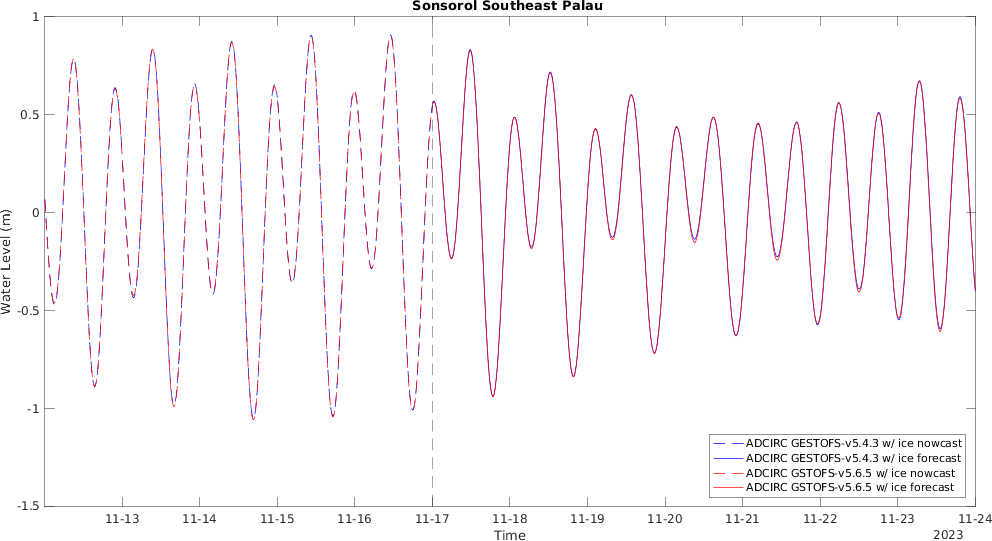 Sonsorol Southeast Palau
Water Level (m)
1
0.5
0
-0.5
-1
-1.5
ADCIRC GESTOFS-v5.4.3 w/ ice nowcast
ADCIRC GESTOFS-v5.4.3 w/ ice forecast
ADCIRC GSTOFS-v5.6.5 w/ ice nowcast
ADCIRC GSTOFS-v5.6.5 w/ ice forecast
11-13 11-14 11-15 11-16 11-17 11-18 11-19 11-20 11-21 11-22 11-23 11-24
Time
2023